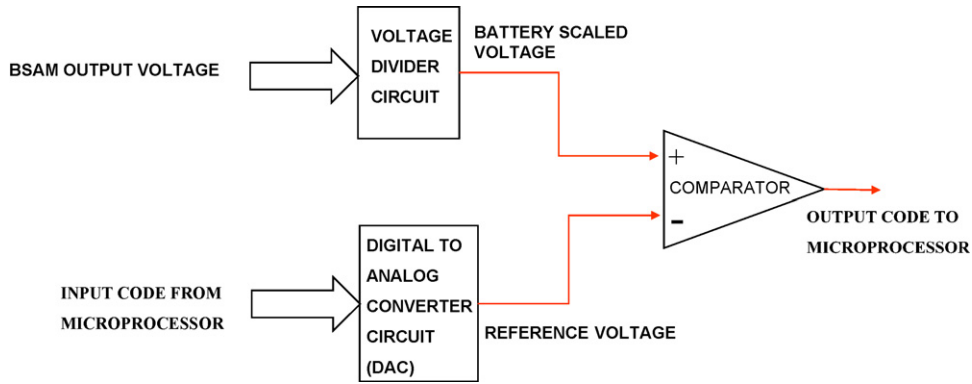 BSAM OUTPUT VOLTAGE
VOLTAGE
DIVIDER
CIRCUIT
BATTERY SCALED
VOLTAGE
+
COMPARATOR
-
OUTPUT CODE TO
MICROPROCESSOR
INPUT CODE FROM
MICROPROCESSOR
DIGITAL TO
ANALOG
CONVERTER
CIRCUIT
(DAC)
REFERENCE VOLTAGE